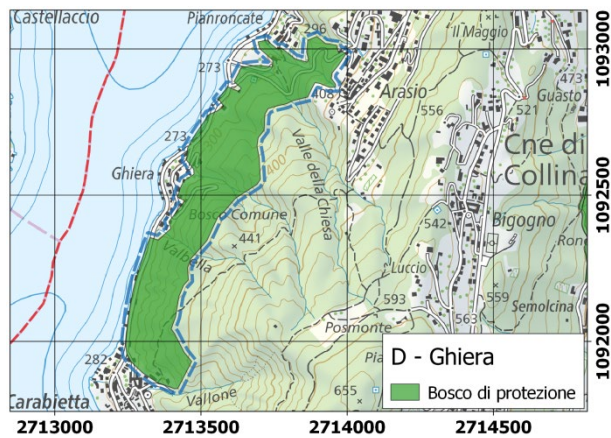 Castellaccio
Pianroncate
296
Il Maggio
1093000
273
408
Arasio
556
473
Guasto
521
273
200
400
Ghiera
Valle della Chiesa
Cne di
Collina
1092500
Bosco Comune
441
542
Bigogno
Valbella
Luccio
593
559
Semolcina
563
Posmonte
1092000
282
D - Ghiera
Bosco di protezione
Carabietta
Vallone
655
2713000 2713500 2714000 2714500